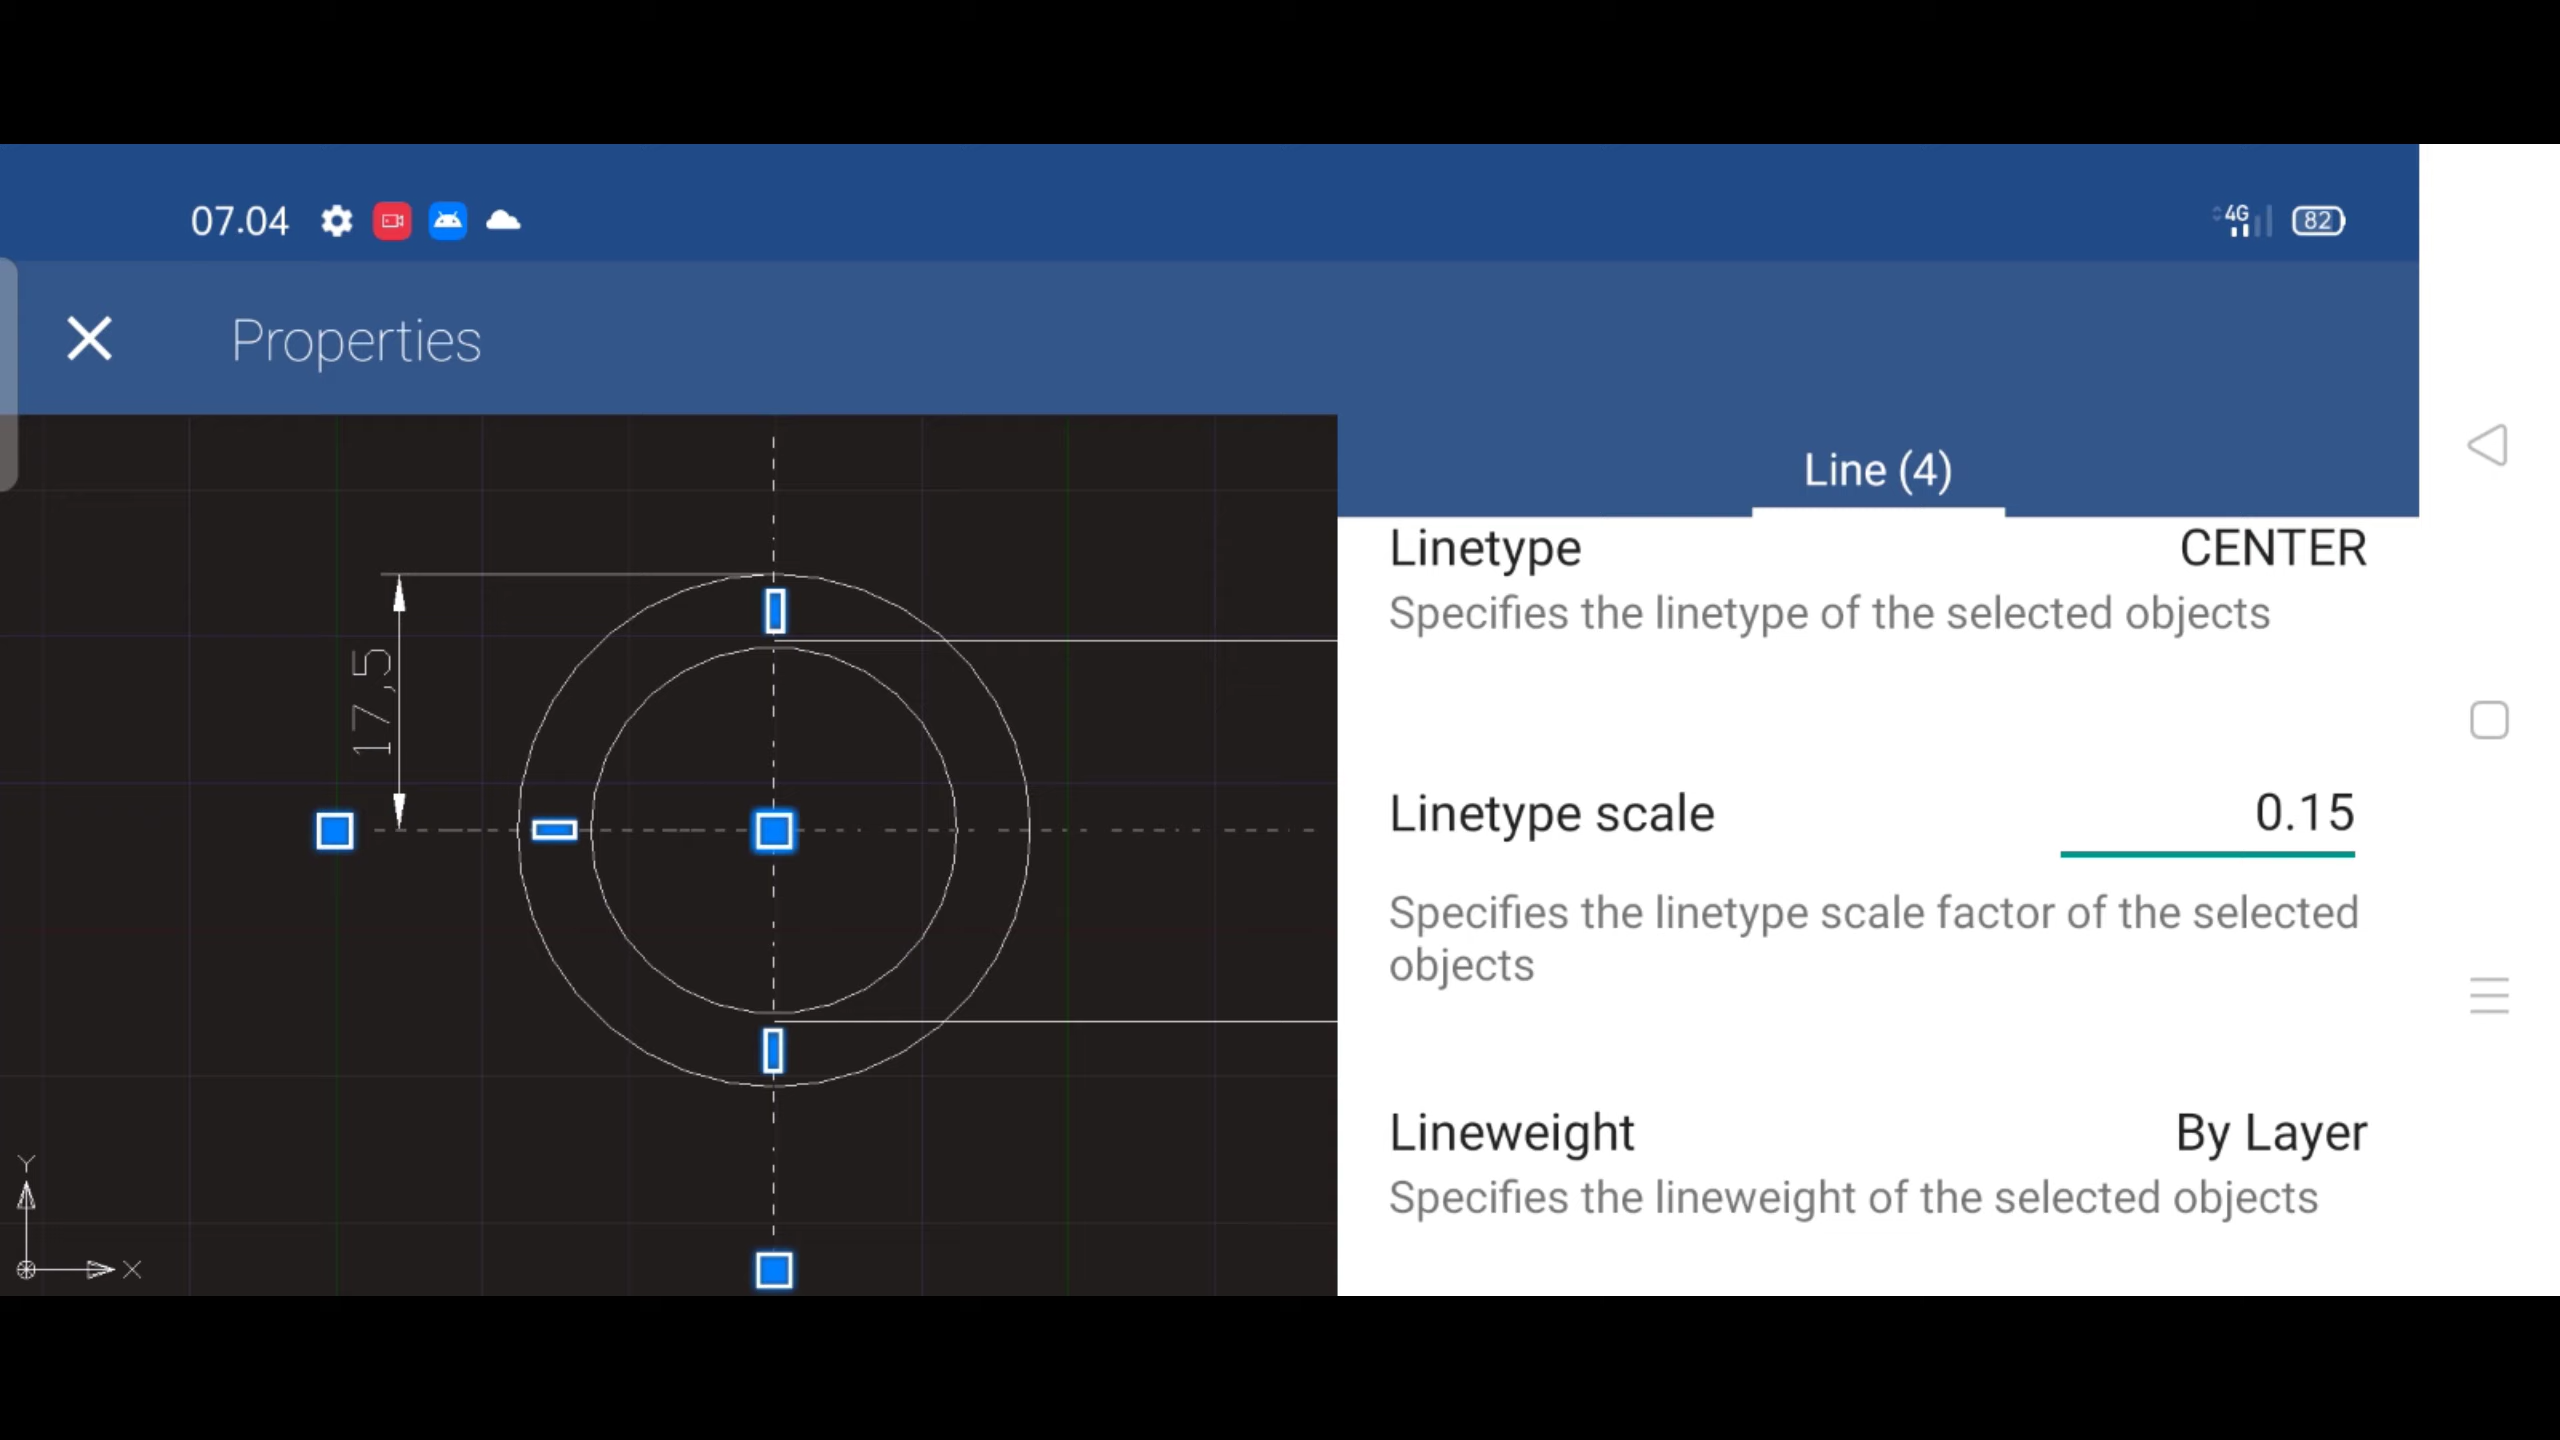 07.04
4G
82
Properties
Line (4)
Linetype CENTER
Specifies the linetype of the selected objects
17,5
Linetype scale 0.15
Specifies the linetype scale factor of the selected
objects
Lineweight By Layer
Specifies the lineweight of the selected objects
Y
X